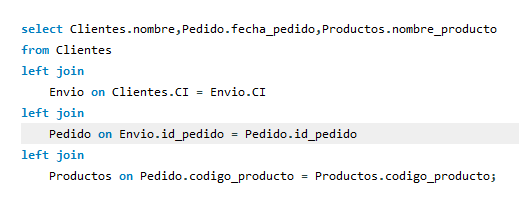 select Clientes.nombre,Pedido.fecha_pedido,Productos.nombre_producto
from Clientes
left join
    Envio on Clientes.CI = Envio.CI
left join
    Pedido on Envio.id_pedido = Pedido.id_pedido
left join
    Productos on Pedido.codigo_producto = Productos.codigo_producto;